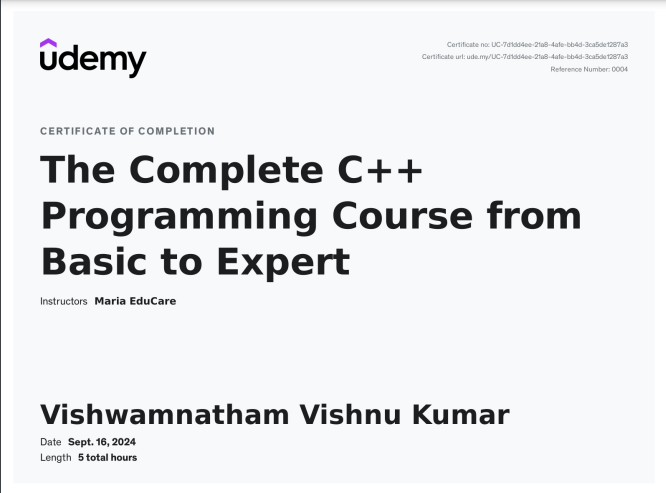 udemy
Certificate no: UC-7d1dd4ee-21a8-4afe-bb4d-3ca5de1287a3
Certificate url: ude.my/UC-7d1dd4ee-21a8-4afe-bb4d-3ca5de1287a3
Reference Number: 0004
CERTIFICATE OF COMPLETION
The Complete C++
Programming Course from
Basic to Expert
Instructors Maria EduCare
Vishwamnatham Vishnu Kumar
Date Sept. 16, 2024
Length 5 total hours